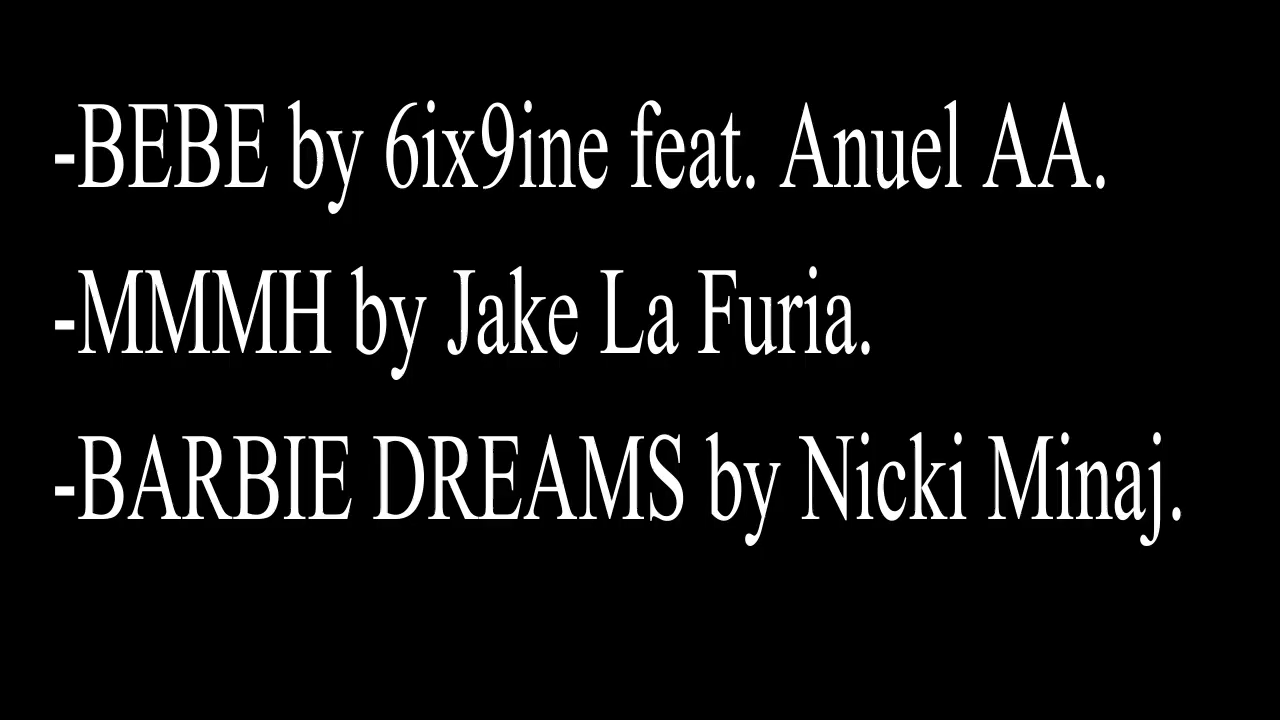 -BEBE by 6ix9ine feat. Anuel AA.
-MMMH by Jake La Furia.
-BARBIE DREAMS by Nicki Minaj.